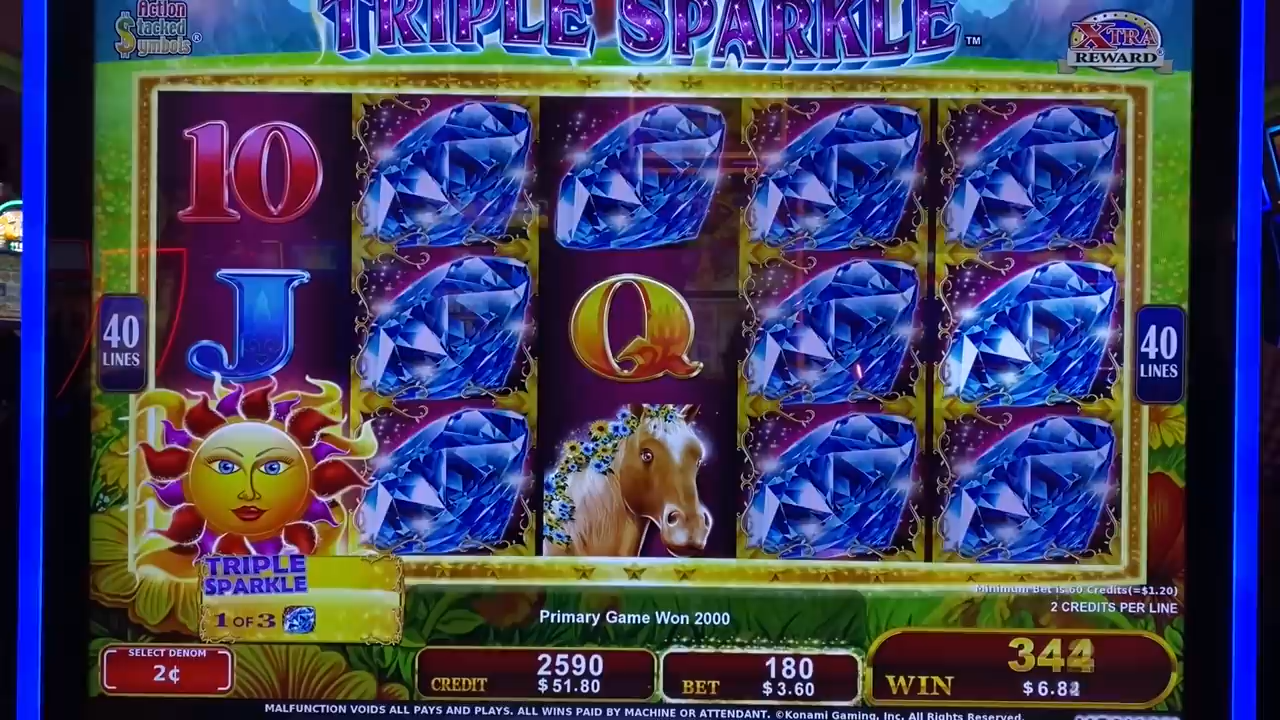 Action
$tacked
$ymbols®
TRIPLE SPARKLE™
XTRA
REWARD
10
J
Q
40
LINES
40
LINES
TRIPLE
SPARKLE
1 OF 3
Minimum Bet is 60 Credits(=$1.20)
2 CREDITS PER LINE
Primary Game Won 2000
SELECT DENOM
2¢
CREDIT
2590
$51.80
BET
180
$3.60
WIN
344
MALFUNCTION VOIDS ALL PAYS AND PLAYS. ALL WINS PAID BY MACHINE OR ATTENDANT. ©Konami Gaming, Inc. All Rights Reserved.